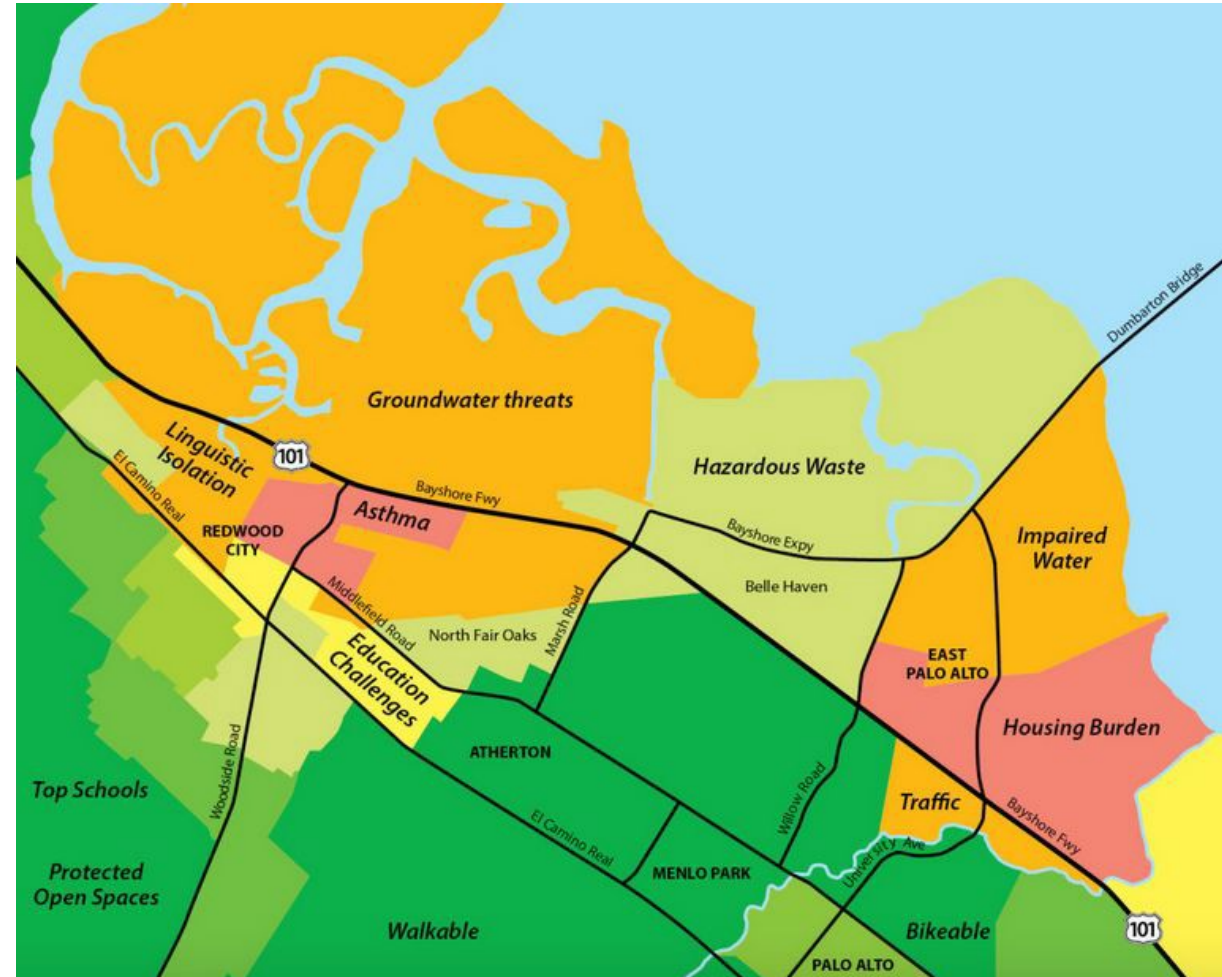 Dumbarton Bridge
Groundwater threats
Linguistic
Isolation
101
Hazardous Waste
El Camino Real
Bayshore Fwy
Asthma
REDWOOD
CITY
Bayshore Expy
Impaired
Water
Belle Haven
Middlefield Road
Marsh Road
North Fair Oaks
Education
Challenges
EAST
PALO ALTO
Housing Burden
ATHERTON
Woodside Road
Top Schools
Willow Road
Traffic
Bayshore Fwy
El Camino Real
University Ave
Protected
Open Spaces
MENLO PARK
Walkable
Bikeable
101
PALO ALTO